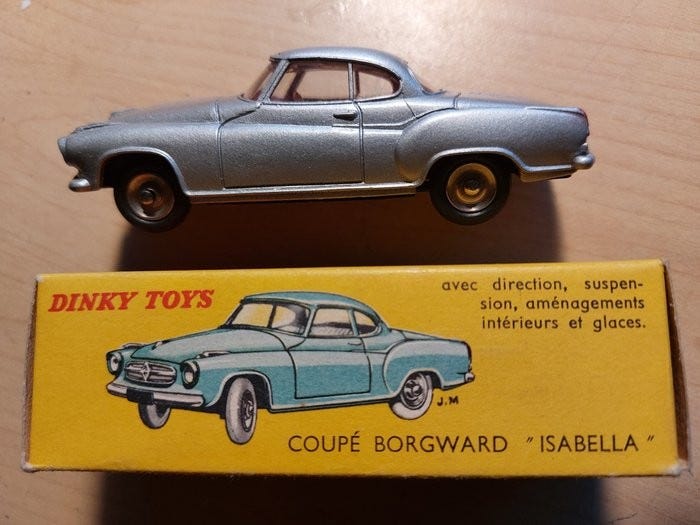 DINKY TOYS
avec direction, suspen-
sion, aménagements
intérieurs et glaces.
J.M
COUPÉ BORGWARD "ISABELLA"